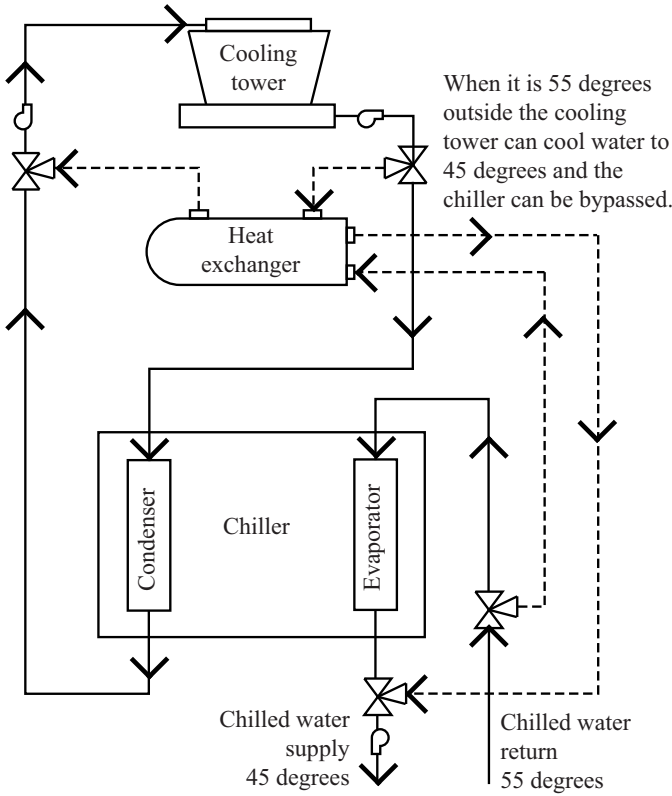 Cooling
tower
When it is 55 degrees
outside the cooling
tower can cool water to
45 degrees and the
chiller can be bypassed.
Heat
exchanger
Condenser
Chiller
Evaporator
Chilled water
supply
45 degrees
Chilled water
return
55 degrees